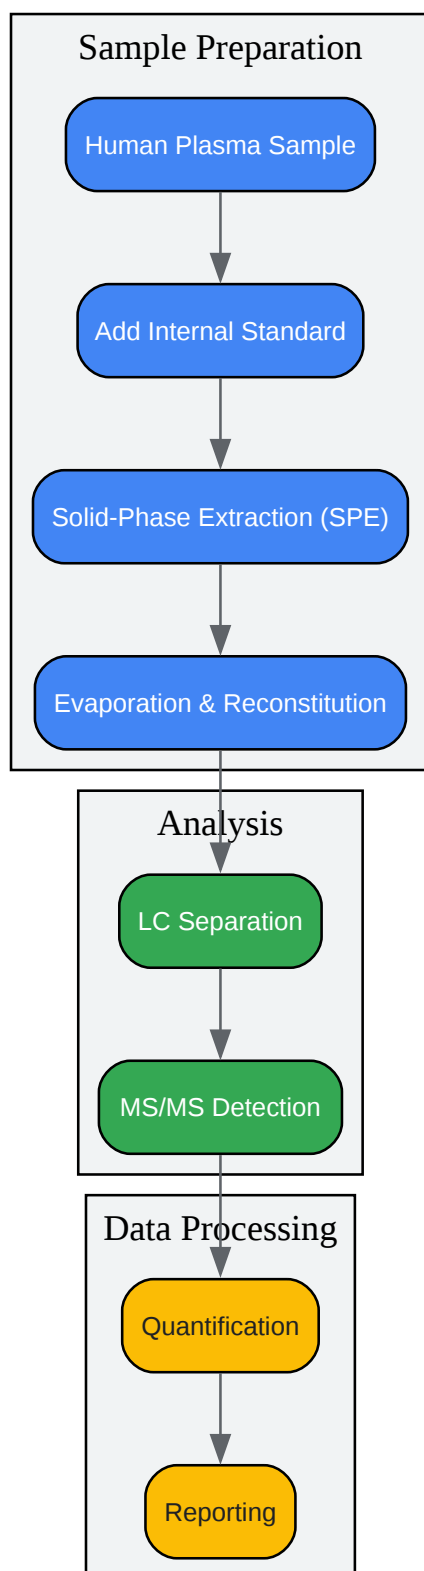 Sample Preparation
Human Plasma Sample
Add Internal Standard
Solid-Phase Extraction (SPE)
Evaporation & Reconstitution
Analysis
LC Separation
MS/MS Detection
Data Processing
Quantification
Reporting